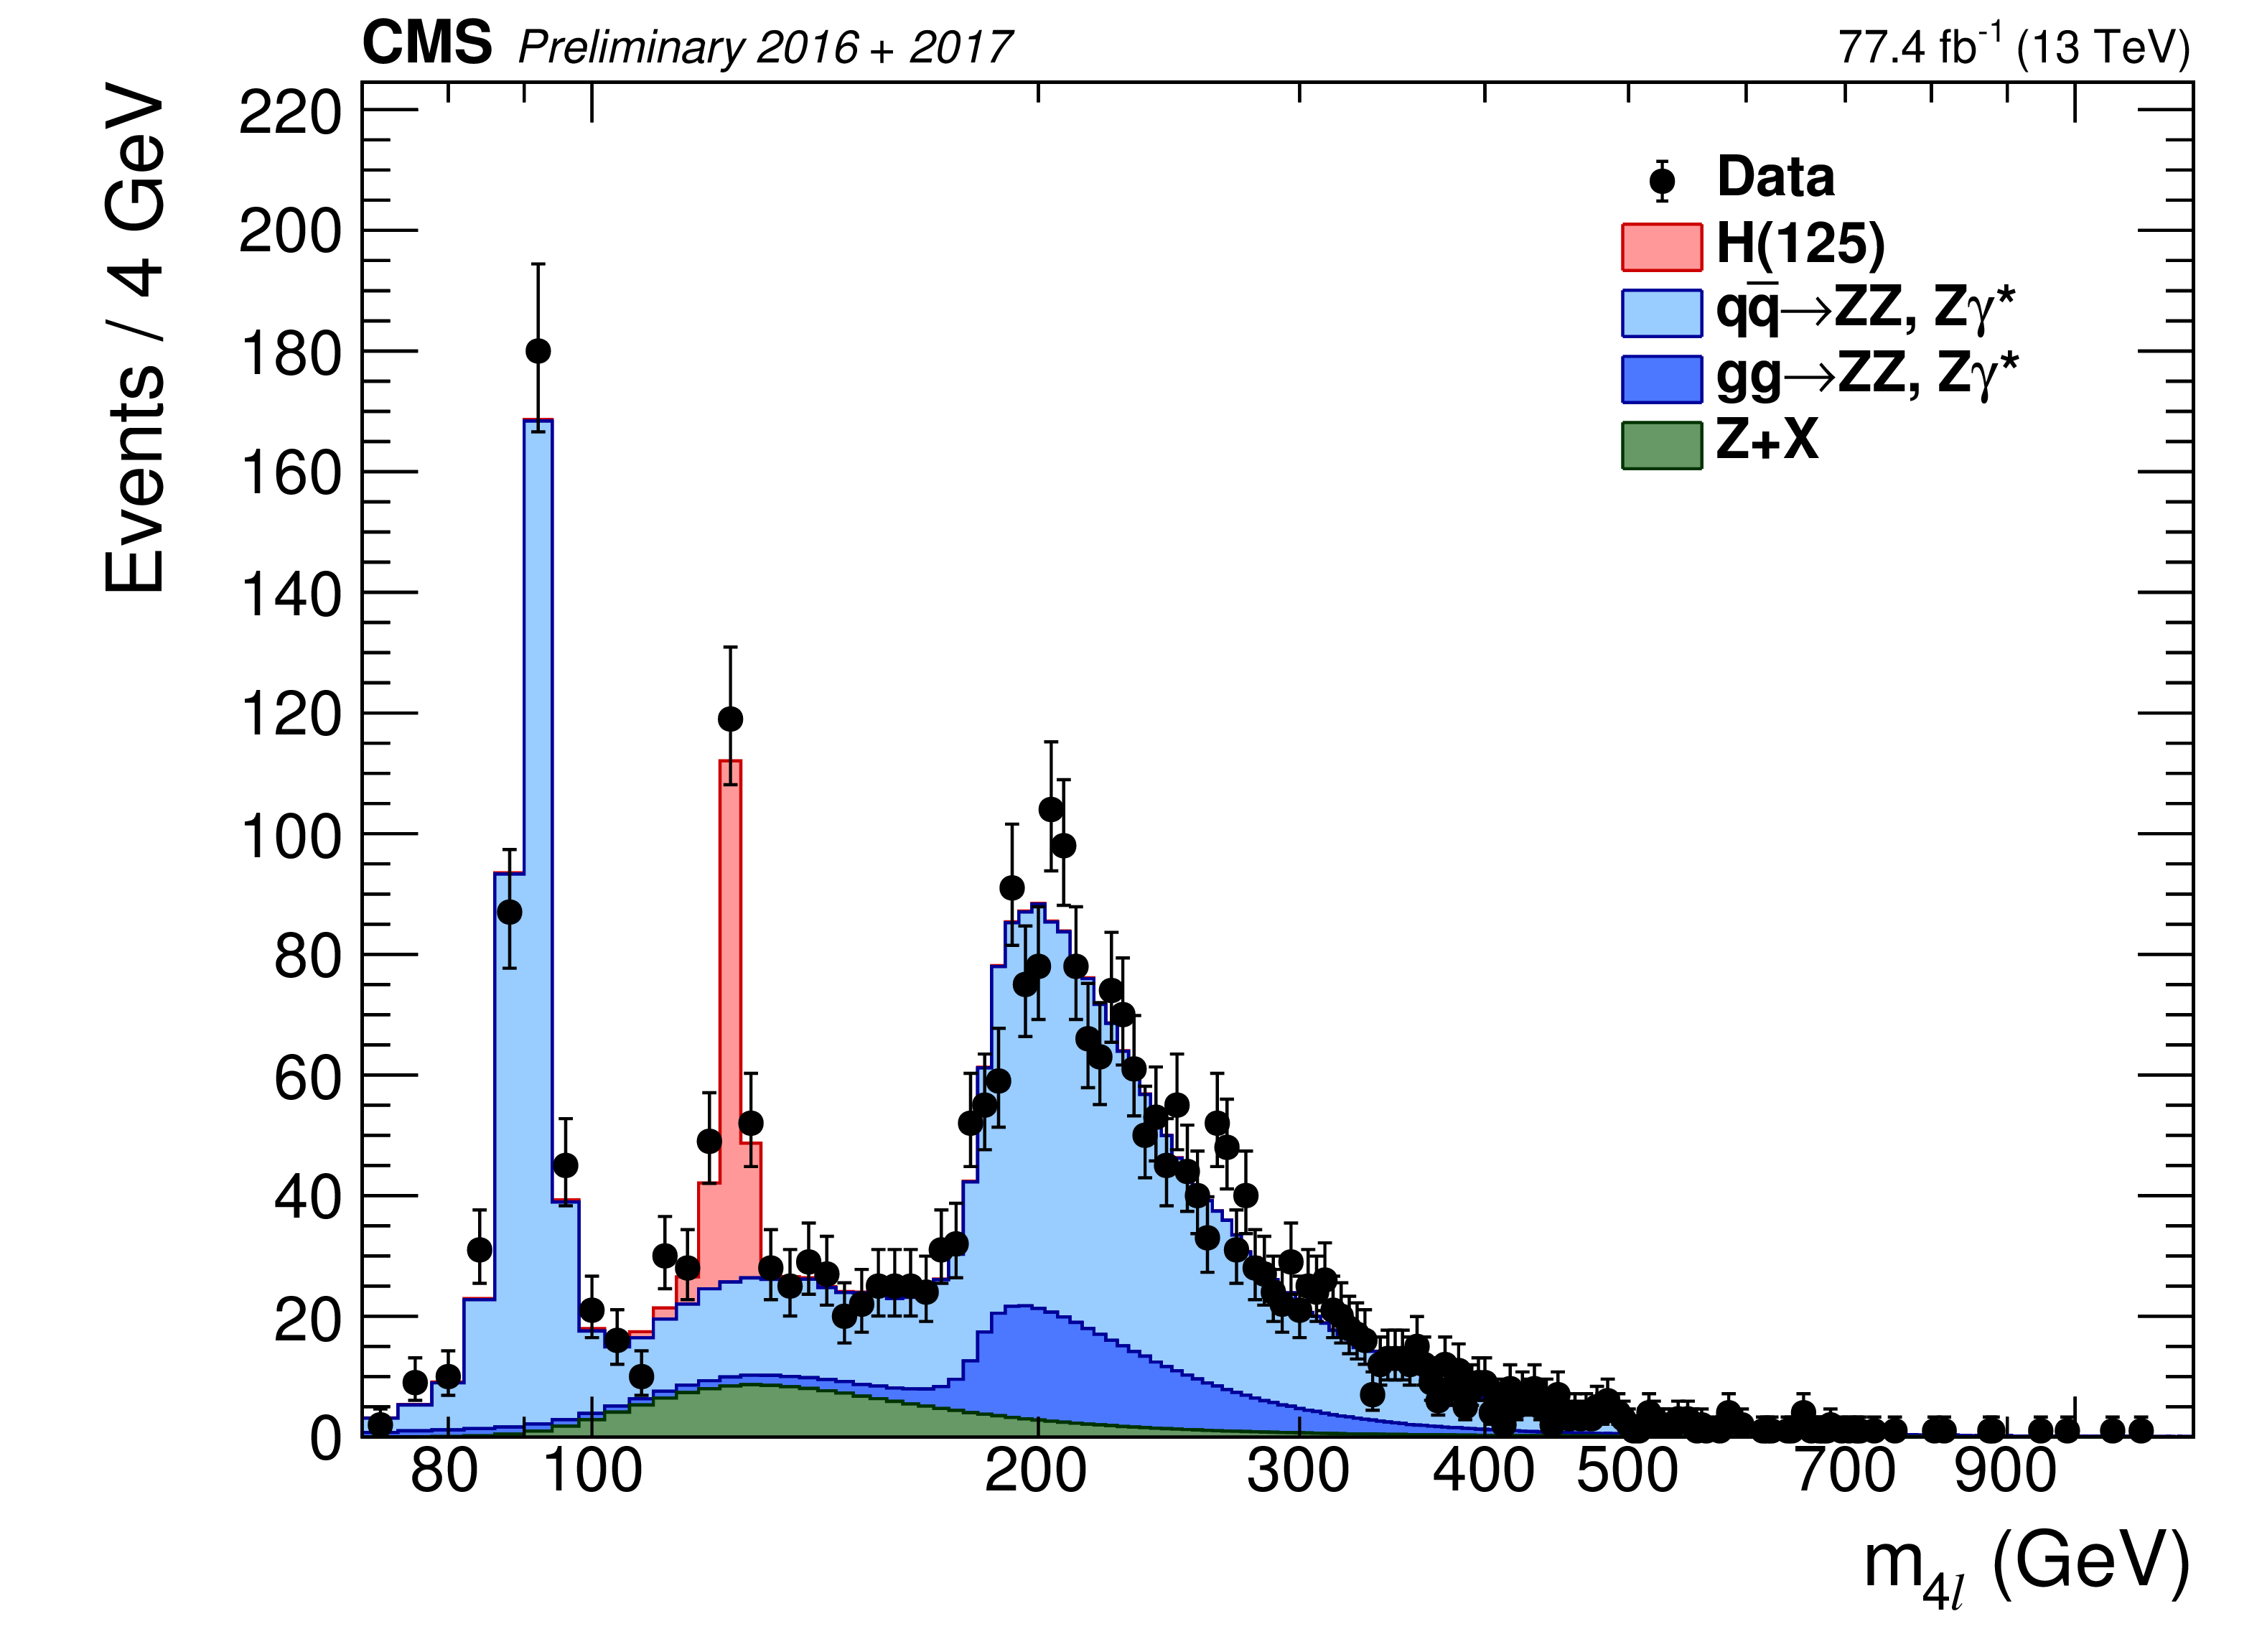 CMS Preliminary 2016 + 2017 77.4 fb⁻¹ (13 TeV)
Events / 4 GeV
220
200
180
160
140
120
100
80
60
40
20
0
Data
H(125)
qq̅→ZZ, Zγ*
gg→ZZ, Zγ*
Z+X
80 100 200 300 400 500 700 900
m4l (GeV)